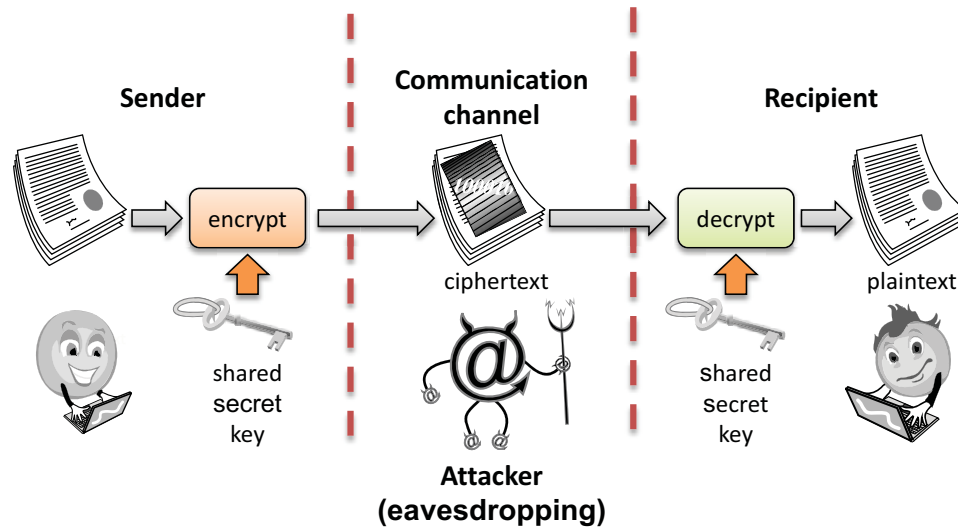 Sender
Communication
channel
Recipient
encrypt
decrypt
ciphertext
plaintext
shared
secret
key
@
shared
secret
key
Attacker
(eavesdropping)